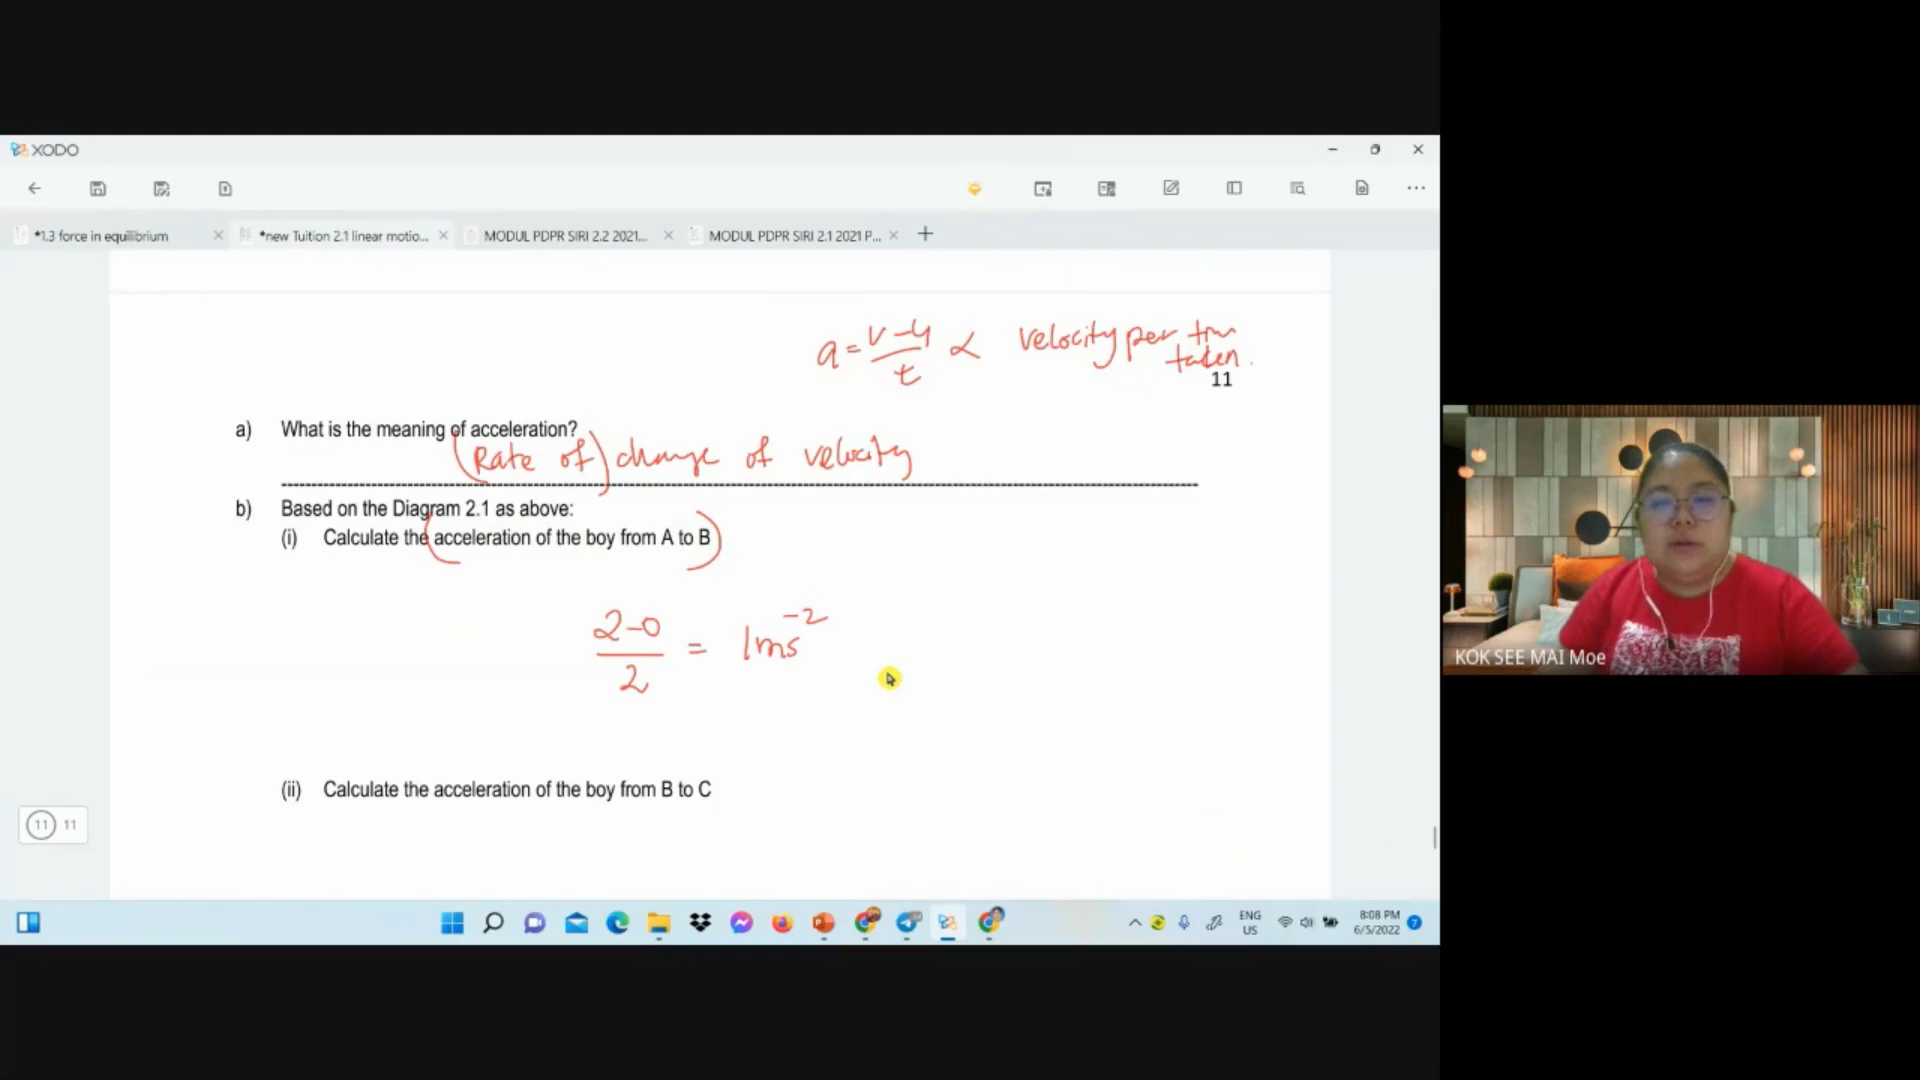 XODO
*1.3 force in equilibrium
*new Tuition 2.1 linear motio...
MODUL PDPR SIRI 2.2 2021...
MODUL PDPR SIRI 2.1 2021 P...
a = v-u / t α velocity per time taken.
11
a) What is the meaning of acceleration?
(Rate of) change of velocity
b) Based on the Diagram 2.1 as above:
(i) Calculate the acceleration of the boy from A to B
2-0 / 2 = 1ms⁻²
(ii) Calculate the acceleration of the boy from B to C
11 11
KOK SEE MAI Moe
ENG
US
8:08 PM
6/5/2022
7